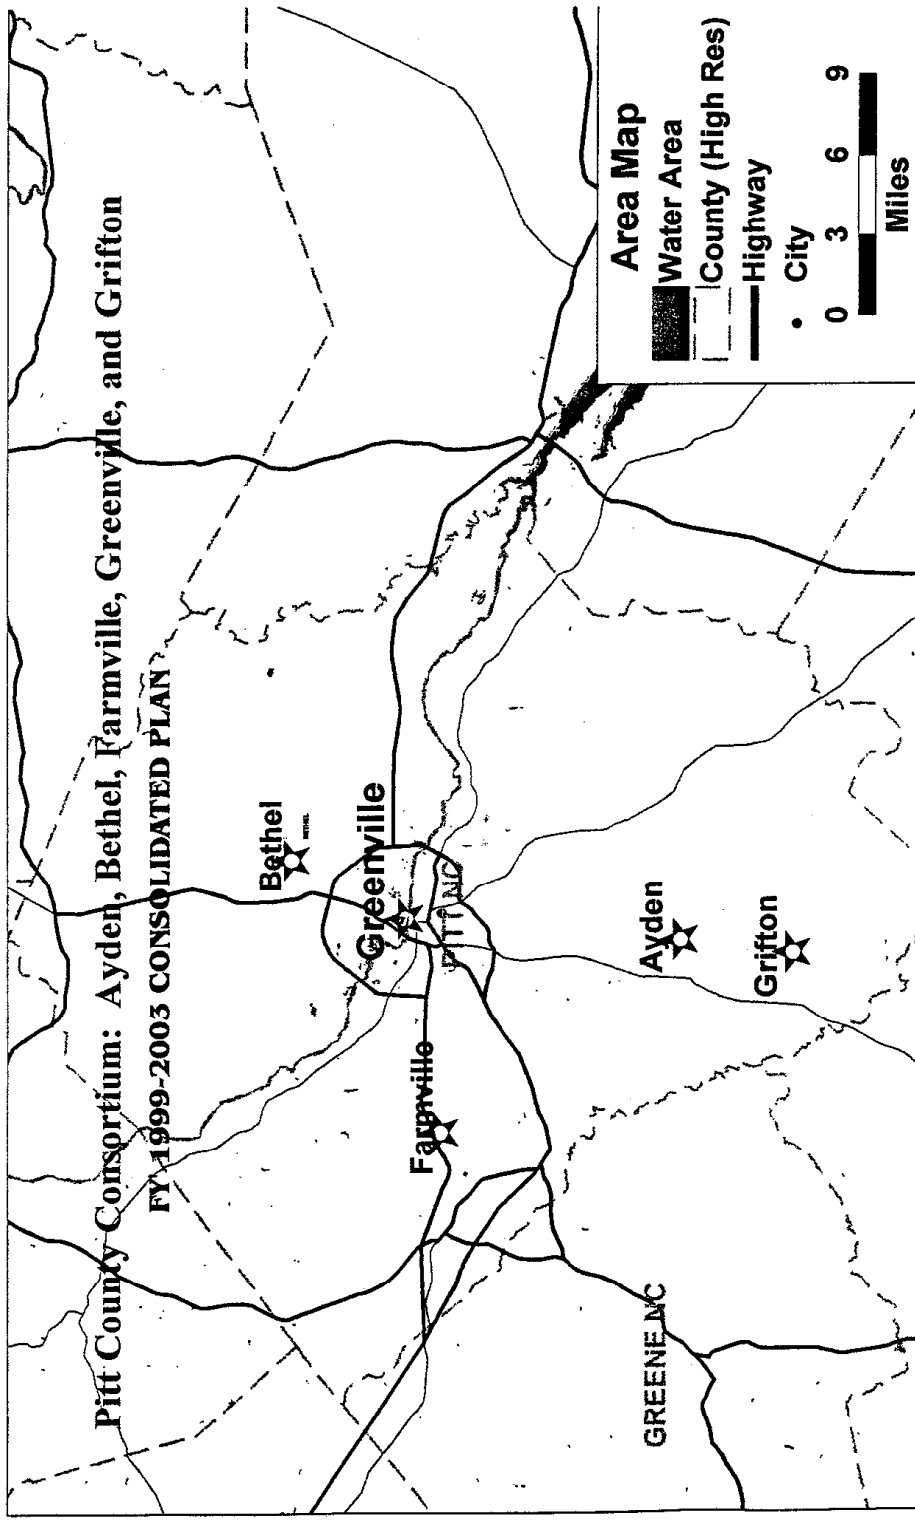 Pitt County Consortium: Ayden, Bethel, Farmville, Greenville, and Grifton
FY 1999-2003 CONSOLIDATED PLAN
Bethel
BETHEL
Greenville
PITT NC
Farmville
Ayden
Grifton
GREENE NC
Area Map
Water Area
County (High Res)
Highway
City
0 3 6 9
Miles